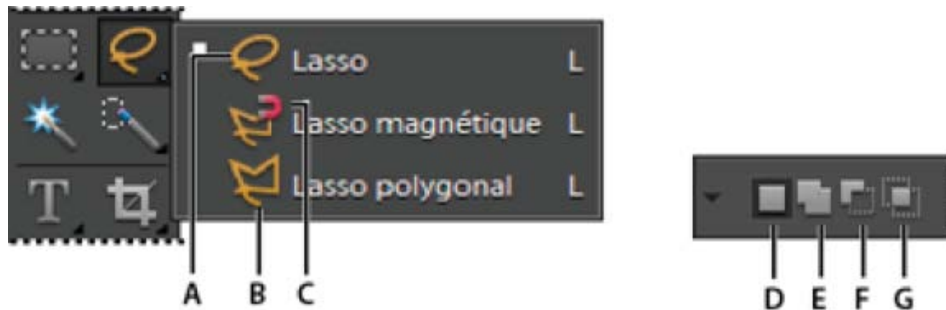 Lasso L
Lasso magnétique L
Lasso polygonal L
T
A B C
D E F G